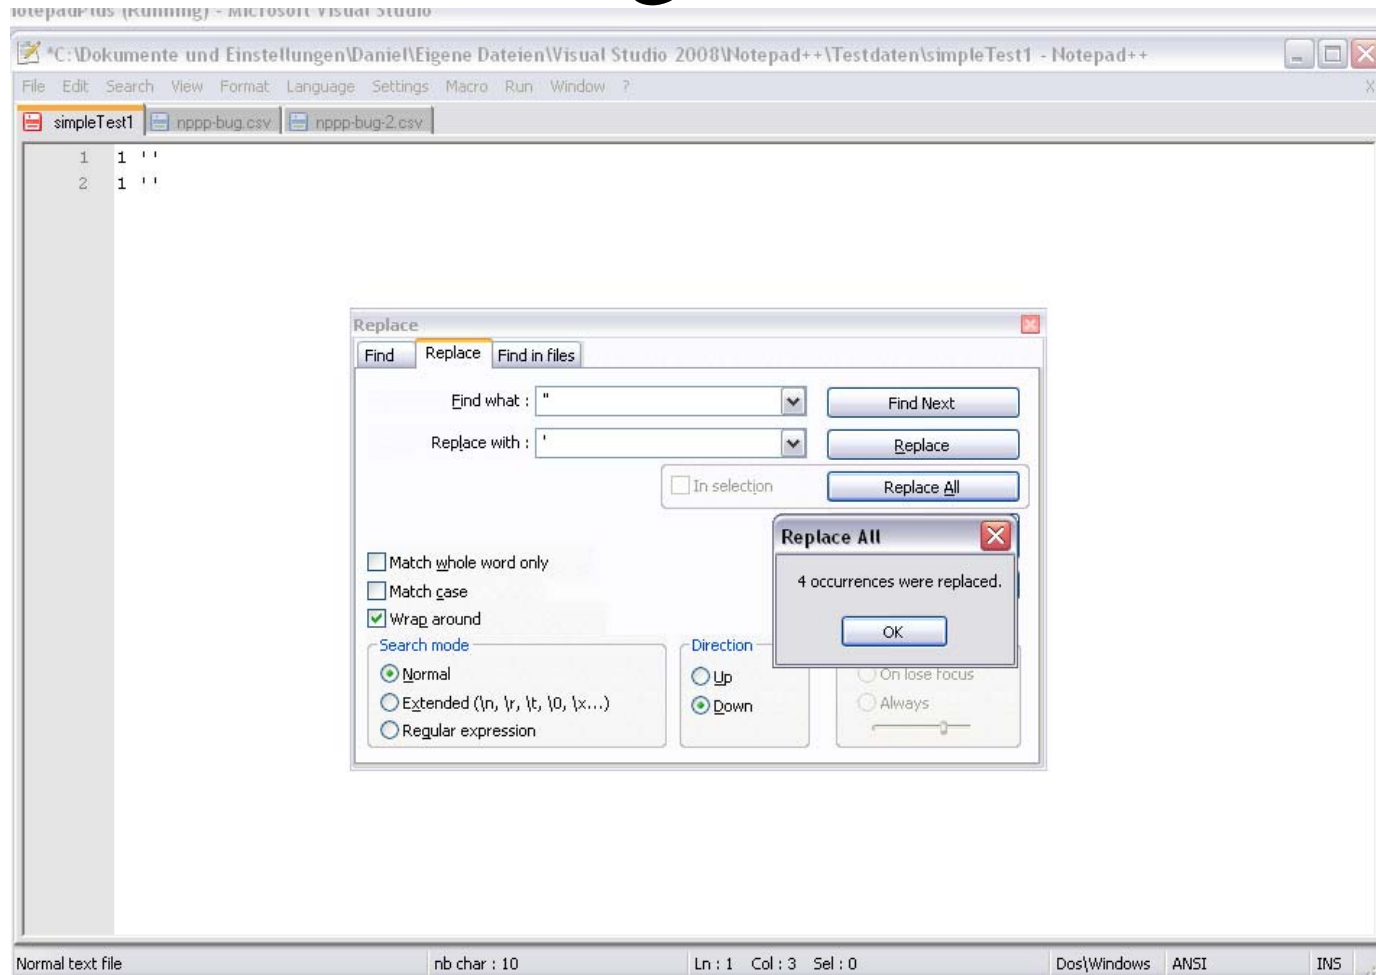 notepadPlus (Running) - Microsoft Visual Studio
*C:\Dokumente und Einstellungen\Daniel\Eigene Dateien\Visual Studio 2008\Notepad++\Testdaten\simpleTest1 - Notepad++
File Edit Search View Format Language Settings Macro Run Window ? X
simpleTest1 nppp-bug.csv nppp-bug-2.csv
1 1 ''
2 1 ''
Replace
Find Replace Find in files
Find what : " Find Next
Replace with : ' Replace
In selection Replace All
Replace All
Match whole word only
4 occurrences were replaced.
Match case
Wrap around
OK
Search mode Direction
Normal Up On lose focus
Extended (\n, \r, \t, \0, \x...) Down Always
Regular expression
Normal text file nb char : 10 Ln : 1 Col : 3 Sel : 0 Dos\Windows ANSI INS